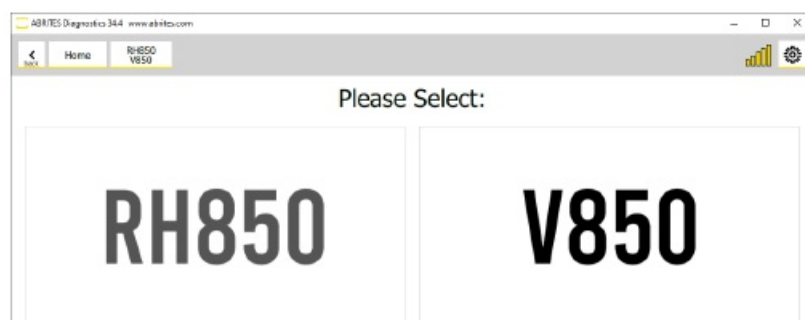 ABRITES Diagnostics 34.4 www.abrites.com
Back
Home
RH850
V850
Please Select:
RH850
V850